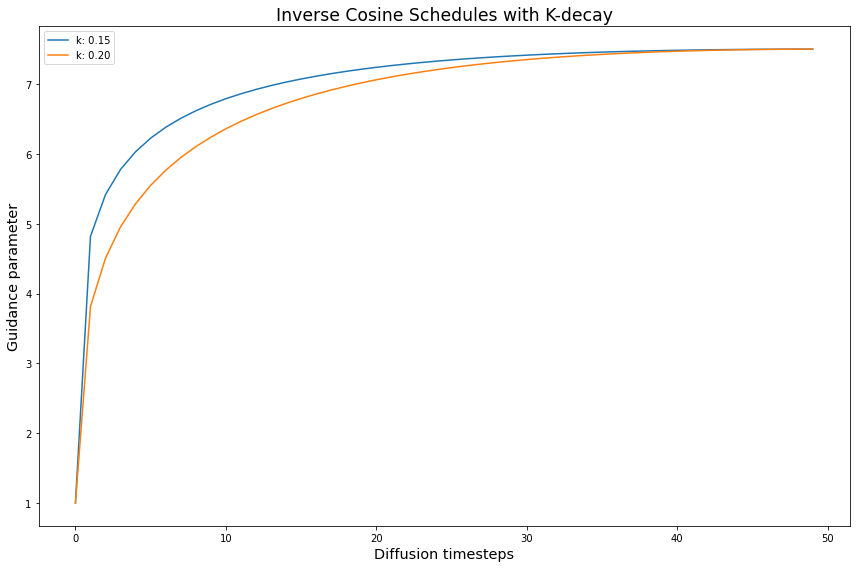 Inverse Cosine Schedules with K-decay
k: 0.15
k: 0.20
7
6
5
4
3
2
1
Guidance parameter
0 10 20 30 40 50
Diffusion timesteps